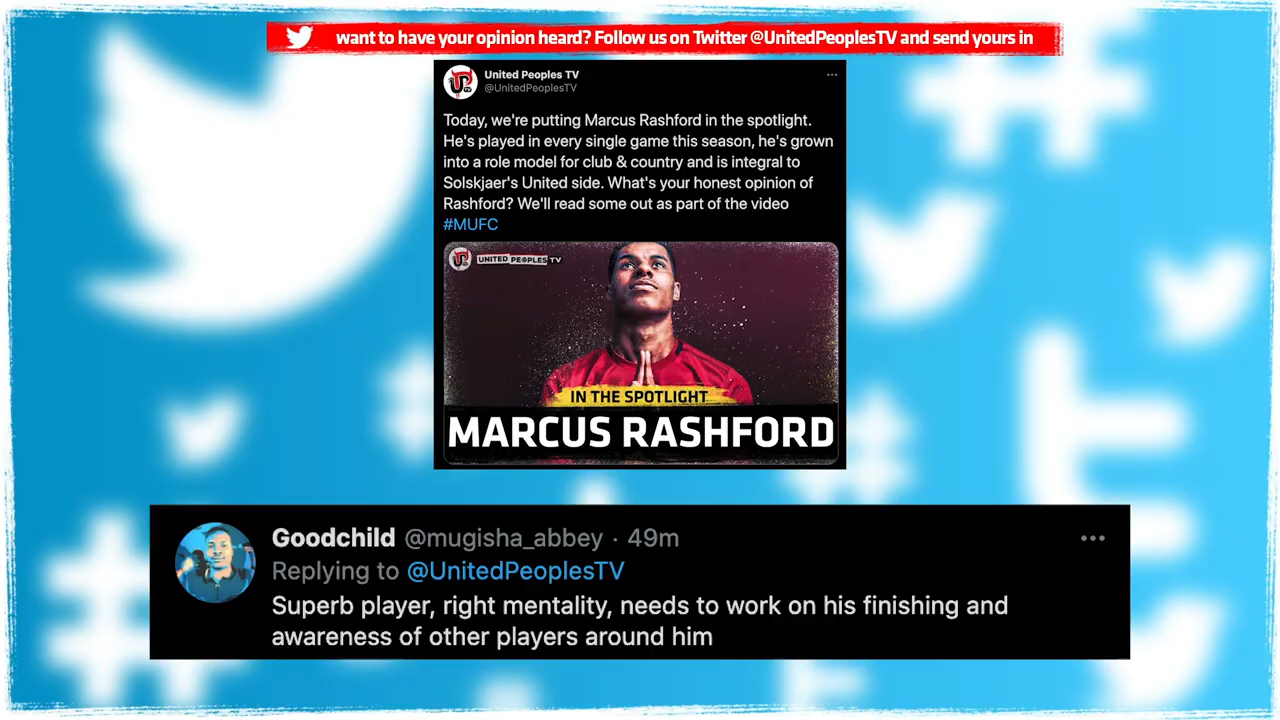 want to have your opinion heard? Follow us on Twitter @UnitedPeoplesTV and send yours in
United Peoples TV
@UnitedPeoplesTV
Today, we're putting Marcus Rashford in the spotlight.
He's played in every single game this season, he's grown
into a role model for club & country and is integral to
Solskjaer's United side. What's your honest opinion of
Rashford? We'll read some out as part of the video
#MUFC
UNITED PEOPLES TV
IN THE SPOTLIGHT
MARCUS RASHFORD
Goodchild @mugisha_abbey · 49m
Replying to @UnitedPeoplesTV
Superb player, right mentality, needs to work on his finishing and
awareness of other players around him